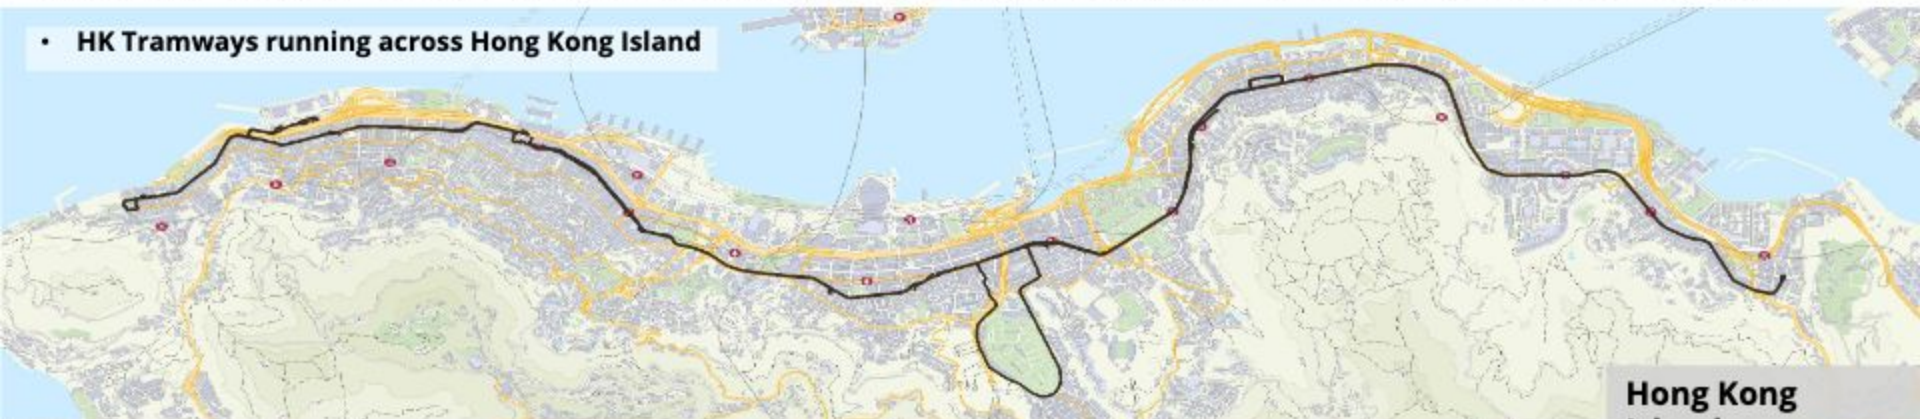 • HK Tramways running across Hong Kong Island
Hong Kong